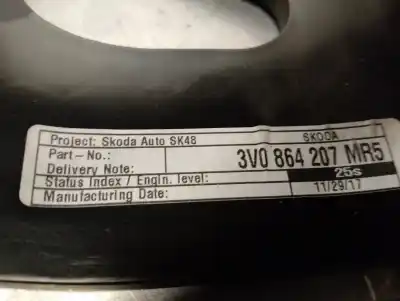 Project: Skoda Auto SK48 SKODA
Part-No.: 3V0 864 207 MR5
Delivery Note:
Status Index / Engin. level: 25s
Manufacturing Date: 11/29/17